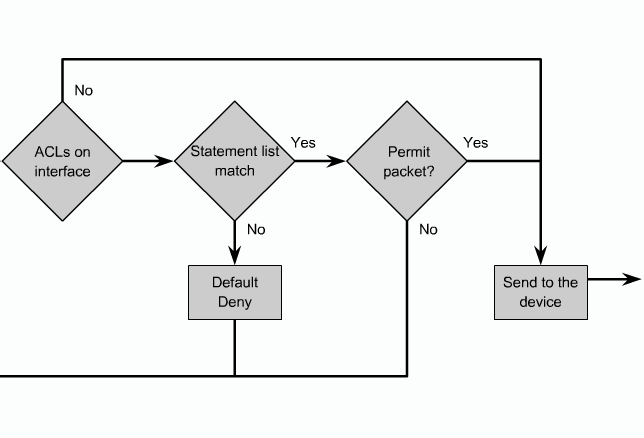 No
ACLs on
interface
Statement list
match
Yes
Permit
packet?
Yes
No
No
Default
Deny
Send to the
device